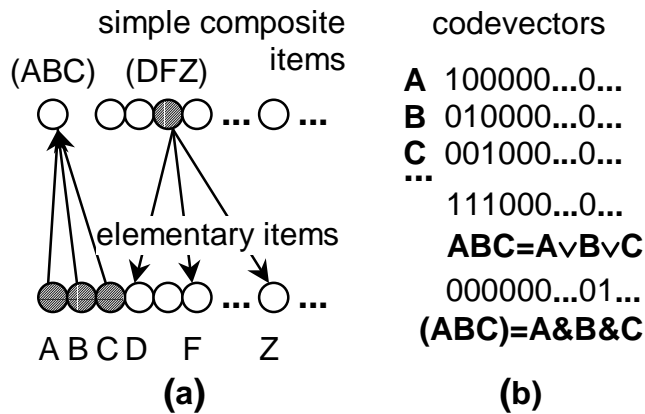 simple composite
items
(ABC) (DFZ)
... ...
elementary items
... ...
A B C D F Z
(a)
codevectors
A 100000...0...
B 010000...0...
C 001000...0...
...
111000...0...
ABC=A∨B∨C
000000...01...
(ABC)=A&B&C
(b)